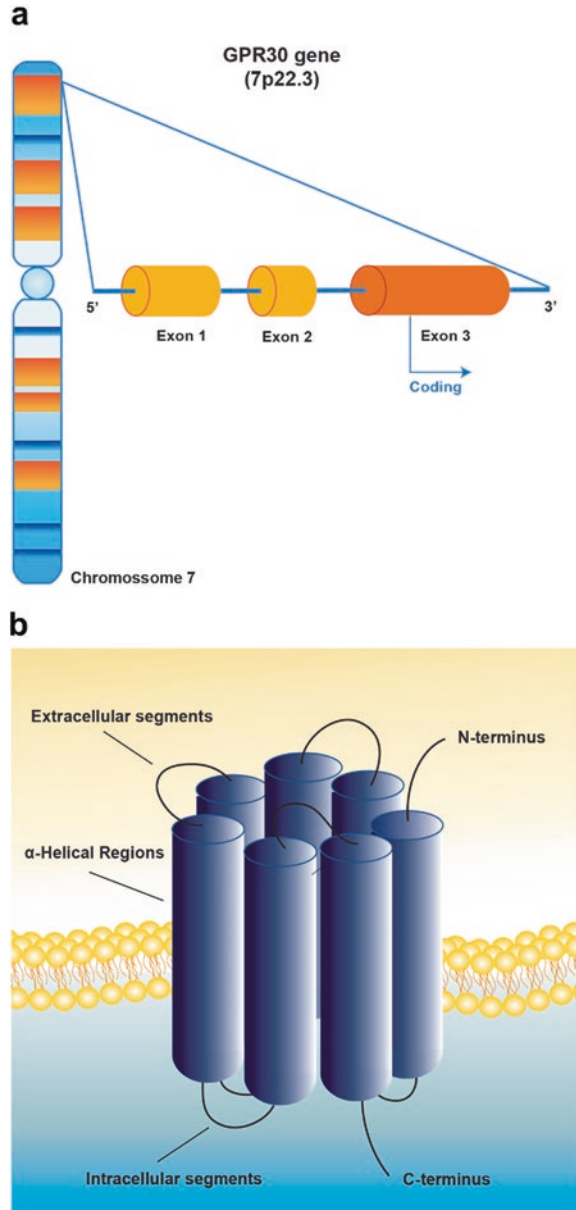 a
GPR30 gene
(7p22.3)
5’
3’
Exon 1
Exon 2
Exon 3
Coding
Chromossome 7
b
Extracellular segments
N-terminus
α-Helical Regions
Intracellular segments
C-terminus